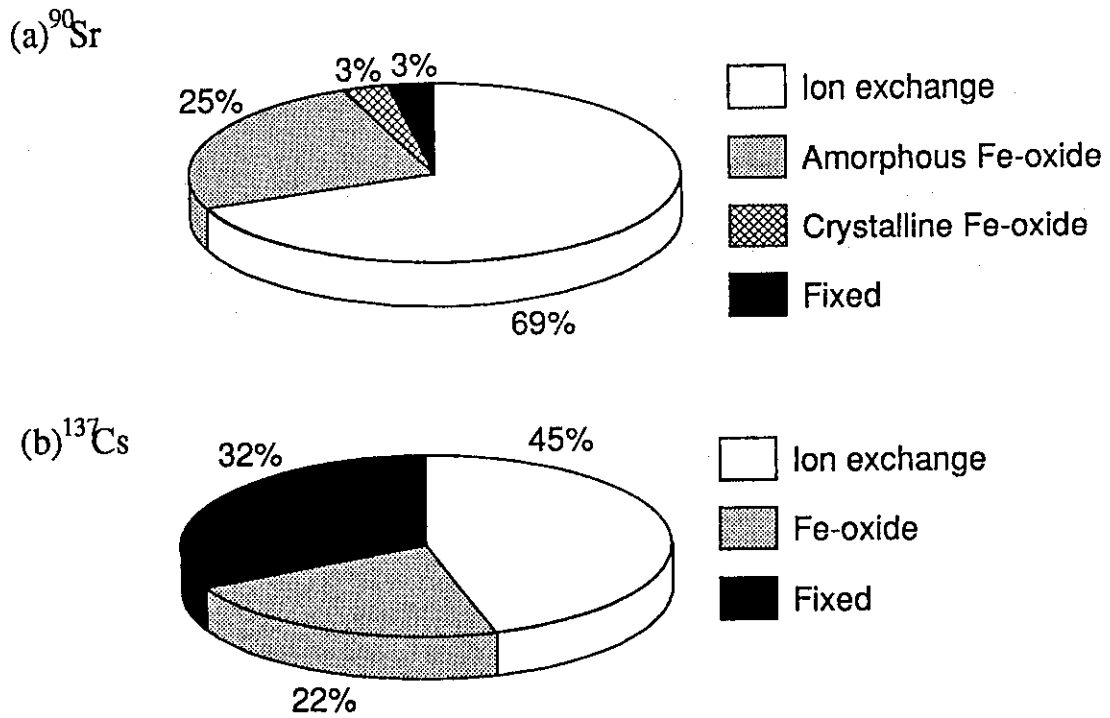 (a) ⁹⁰Sr
3% 3%
25%
69%
Ion exchange
Amorphous Fe-oxide
Crystalline Fe-oxide
Fixed
(b) ¹³⁷Cs
32%
45%
22%
Ion exchange
Fe-oxide
Fixed